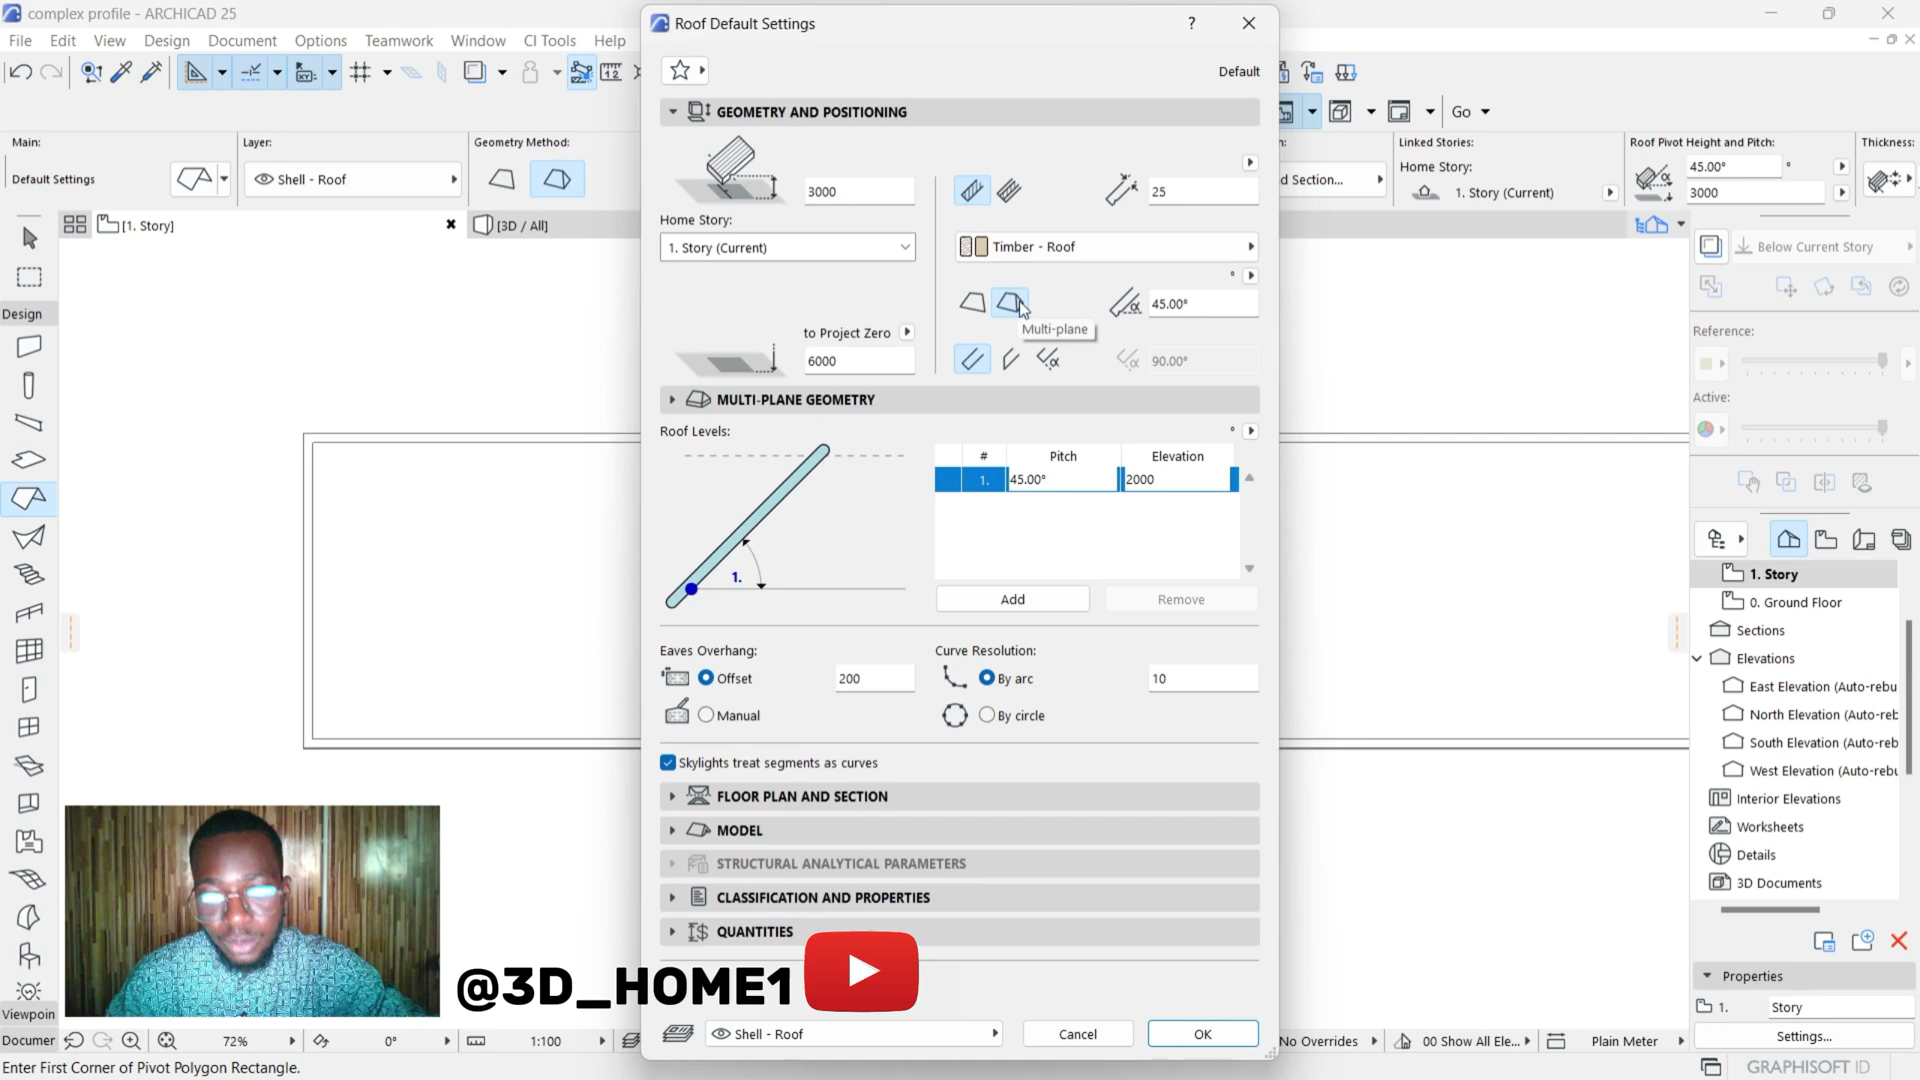 complex profile - ARCHICAD 25
File Edit View Design Document Options Teamwork Window CI Tools Help
Main:
Default Settings
Layer:
Shell - Roof
Geometry Method:
[1. Story]
[3D / All]
Design
Viewpoin
Documer
72%
0°
1:100
Enter First Corner of Pivot Polygon Rectangle.
Roof Default Settings
?
Default
GEOMETRY AND POSITIONING
3000
25
Home Story:
1. Story (Current)
Timber - Roof
°
45.00°
Multi-plane
to Project Zero
6000
90.00°
MULTI-PLANE GEOMETRY
Roof Levels:
°
# Pitch Elevation
1. 45.00° 2000
1.
Add
Remove
Eaves Overhang:
Offset
200
Manual
Curve Resolution:
By arc
10
By circle
Skylights treat segments as curves
FLOOR PLAN AND SECTION
MODEL
STRUCTURAL ANALYTICAL PARAMETERS
CLASSIFICATION AND PROPERTIES
QUANTITIES
@3D_HOME1
Shell - Roof
Cancel
OK
Go
n:
d Section...
Linked Stories:
Home Story:
1. Story (Current)
Roof Pivot Height and Pitch:
45.00°
°
3000
Thickness:
Below Current Story
Reference:
Active:
1. Story
0. Ground Floor
Sections
Elevations
East Elevation (Auto-rebu
North Elevation (Auto-reb
South Elevation (Auto-reb
West Elevation (Auto-rebu
Interior Elevations
Worksheets
Details
3D Documents
Properties
1.
Story
Settings...
No Overrides
00 Show All Ele...
Plain Meter
GRAPHISOFT ID